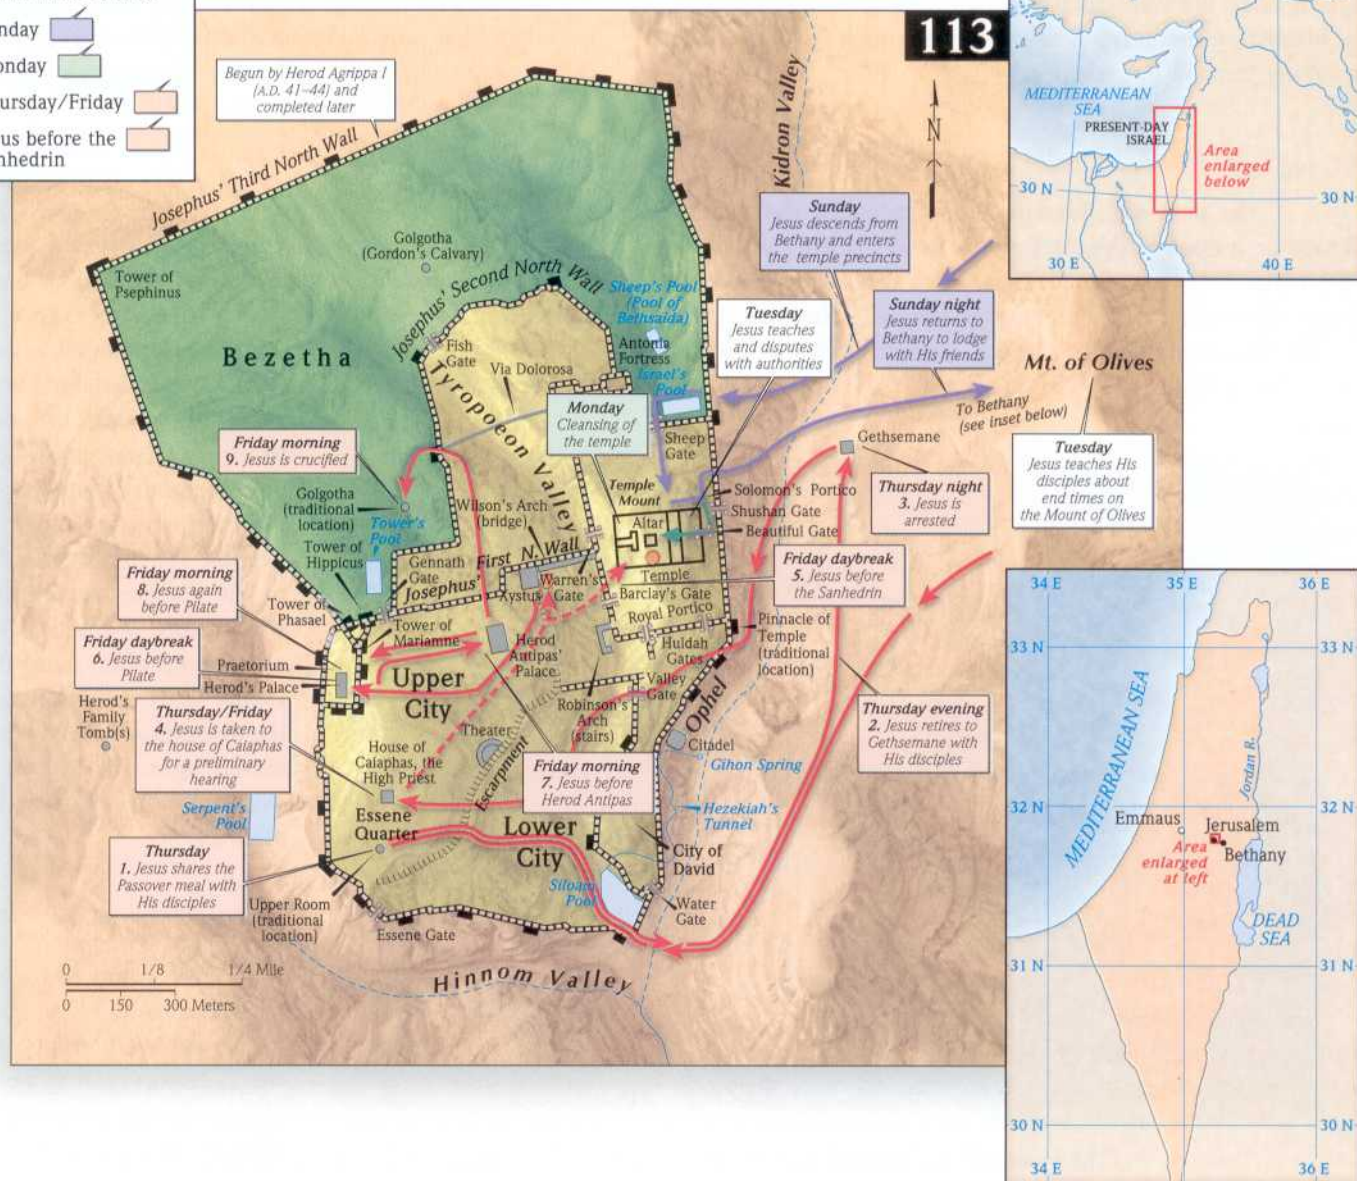 Monday
Begun by Herod Agrippa I
(A.D. 41–44) and
completed later
113
Josephus' Third North Wall
Kidron Valley
N
MEDITERRANEAN
SEA
PRESENT-DAY
ISRAEL
Area
enlarged
below
30 N
30 N
30 E
40 E
Sunday
Jesus descends from
Bethany and enters
the temple precincts
Golgotha
(Gordon's Calvary)
Tower of
Psephinus
Josephus' Second North Wall
Sheep's Pool
(Pool of
Bethsaida)
Tuesday
Jesus teaches
and disputes
with authorities
Sunday night
Jesus returns to
Bethany to lodge
with His friends
Bezetha
Fish
Gate
Antonia
Fortress
Israel's
Pool
Via Dolorosa
Tyropoeon Valley
Mt. of Olives
To Bethany
(see inset below)
Monday
Cleansing of
the temple
Friday morning
9. Jesus is crucified
Sheep
Gate
Gethsemane
Tuesday
Jesus teaches His
disciples about
end times on
the Mount of Olives
Golgotha
(traditional
location)
Tower's
Pool
Wilson's Arch
(bridge)
Temple
Mount
Solomon's Portico
Shushan Gate
Beautiful Gate
Altar
Thursday night
3. Jesus is
arrested
Tower of
Hippicus
Gennath
Gate
Josephus' First N. Wall
Xystus
Warren's
Gate
Temple
Barclay's Gate
Royal Portico
Friday daybreak
5. Jesus before
the Sanhedrin
Friday morning
8. Jesus again
before Pilate
Tower of
Phasael
Tower of
Mariamne
Herod
Antipas'
Palace
Huldah
Gates
Pinnacle of
Temple
(traditional
location)
Friday daybreak
6. Jesus before
Pilate
Praetorium
Herod's Palace
Upper
City
Valley
Gate
Ophel
Herod's
Family
Tomb(s)
Thursday/Friday
4. Jesus is taken to
the house of Caiaphas
for a preliminary
hearing
Robinson's
Arch
(stairs)
Thursday evening
2. Jesus retires to
Gethsemane with
His disciples
Theater
House of
Caiaphas, the
High Priest
Escarpment
Friday morning
7. Jesus before
Herod Antipas
Citadel
Gihon Spring
Serpent's
Pool
Essene
Quarter
Hezekiah's
Tunnel
Lower
City
City of
David
Thursday
1. Jesus shares the
Passover meal with
His disciples
Siloam
Pool
Upper Room
(traditional
location)
Essene Gate
Water
Gate
Hinnom Valley
0 1/8 1/4 Mile
0 150 300 Meters
34 E 35 E 36 E
33 N 33 N
MEDITERRANEAN SEA
Jordan R.
32 N 32 N
Emmaus
Jerusalem
Area
enlarged
at left
Bethany
DEAD
SEA
31 N 31 N
30 N 30 N
34 E 36 E